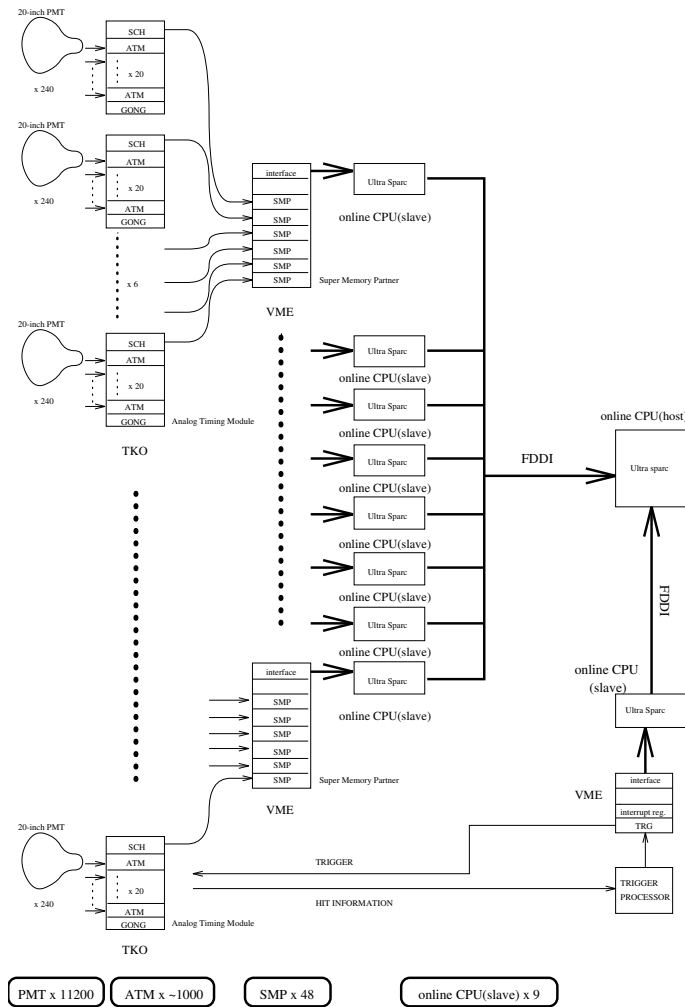 20-inch PMT
x 240
SCH
ATM
x 20
ATM
GONG
20-inch PMT
x 240
SCH
ATM
x 20
ATM
GONG
x 6
20-inch PMT
x 240
SCH
ATM
x 20
ATM
GONG
Analog Timing Module
TKO
interface
SMP
SMP
SMP
SMP
SMP
SMP
Super Memory Partner
VME
Ultra Sparc
online CPU(slave)
Ultra Sparc
online CPU(slave)
Ultra Sparc
online CPU(slave)
Ultra Sparc
online CPU(slave)
Ultra Sparc
online CPU(slave)
Ultra Sparc
online CPU(slave)
Ultra Sparc
online CPU(slave)
Ultra Sparc
online CPU(slave)
FDDI
online CPU(host)
Ultra sparc
FDDI
online CPU
(slave)
Ultra Sparc
interface
SMP
SMP
SMP
SMP
SMP
SMP
Super Memory Partner
VME
VME
interface
interrupt reg.
TRG
TRIGGER
PROCESSOR
TRIGGER
HIT INFORMATION
20-inch PMT
x 240
SCH
ATM
x 20
ATM
GONG
Analog Timing Module
TKO
PMT x 11200
ATM x ~1000
SMP x 48
online CPU(slave) x 9